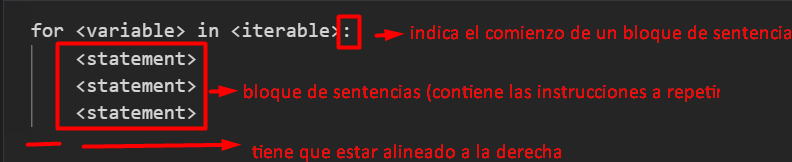 for <variable> in <iterable>: indica el comienzo de un bloque de sentencia
<statement>
<statement> bloque de sentencias (contiene las instrucciones a repetir
<statement>
tiene que estar alineado a la derecha